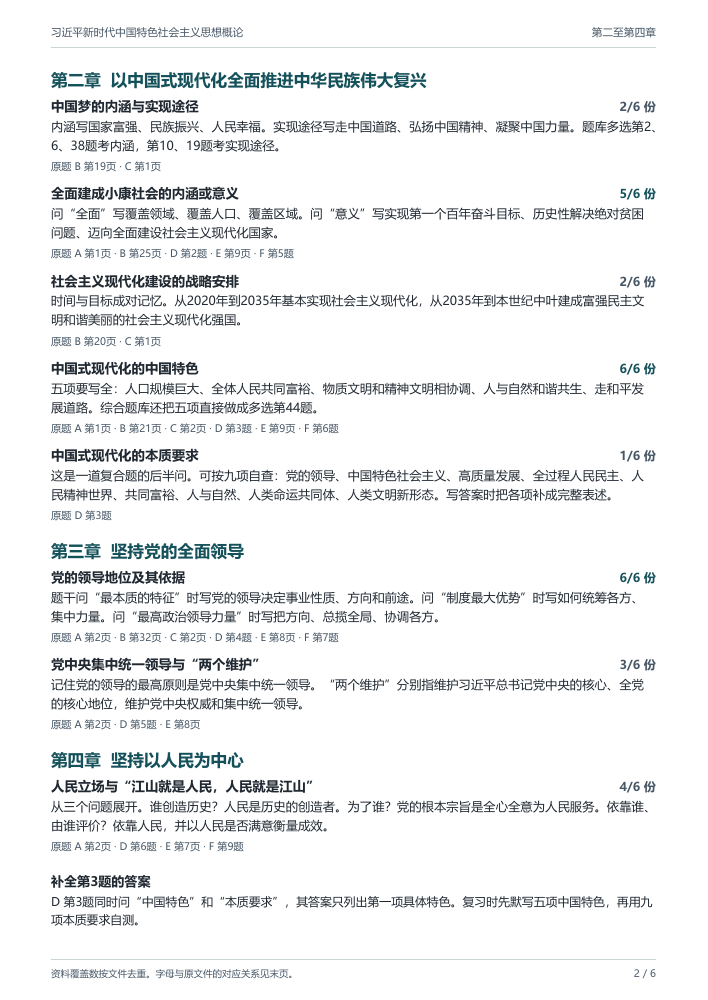 习近平新时代中国特色社会主义思想概论
第二至第四章
第二章 以中国式现代化全面推进中华民族伟大复兴
中国梦的内涵与实现途径
2/6 份
内涵写国家富强、民族振兴、人民幸福。实现途径写走中国道路、弘扬中国精神、凝聚中国力量。题库多选第2、
6、38题考内涵，第10、19题考实现途径。
原题 B 第19页 · C 第1页
全面建成小康社会的内涵或意义
5/6 份
问“全面”写覆盖领域、覆盖人口、覆盖区域。问“意义”写实现第一个百年奋斗目标、历史性解决绝对贫困
问题、迈向全面建设社会主义现代化国家。
原题 A 第1页 · B 第25页 · D 第2题 · E 第9页 · F 第5题
社会主义现代化建设的战略安排
2/6 份
时间与目标成对记忆。从2020年到2035年基本实现社会主义现代化，从2035年到本世纪中叶建成富强民主文
明和谐美丽的社会主义现代化强国。
原题 B 第20页 · C 第1页
中国式现代化的中国特色
6/6 份
五项要写全：人口规模巨大、全体人民共同富裕、物质文明和精神文明相协调、人与自然和谐共生、走和平发
展道路。综合题库还把五项直接做成多选第44题。
原题 A 第1页 · B 第21页 · C 第2页 · D 第3题 · E 第9页 · F 第6题
中国式现代化的本质要求
1/6 份
这是一道复合题的后半问。可按九项自查：党的领导、中国特色社会主义、高质量发展、全过程人民民主、人
民精神世界、共同富裕、人与自然、人类命运共同体、人类文明新形态。写答案时把各项补成完整表述。
原题 D 第3题
第三章 坚持党的全面领导
党的领导地位及其依据
6/6 份
题干问“最本质的特征”时写党的领导决定事业性质、方向和前途。问“制度最大优势”时写如何统筹各方、
集中力量。问“最高政治领导力量”时写把方向、总揽全局、协调各方。
原题 A 第2页 · B 第32页 · C 第2页 · D 第4题 · E 第8页 · F 第7题
党中央集中统一领导与“两个维护”
3/6 份
记住党的领导的最高原则是党中央集中统一领导。“两个维护”分别指维护习近平总书记党中央的核心、全党
的核心地位，维护党中央权威和集中统一领导。
原题 A 第2页 · D 第5题 · E 第8页
第四章 坚持以人民为中心
人民立场与“江山就是人民，人民就是江山”
4/6 份
从三个问题展开。谁创造历史？人民是历史的创造者。为了谁？党的根本宗旨是全心全意为人民服务。依靠谁、
由谁评价？依靠人民，并以人民是否满意衡量成效。
原题 A 第2页 · D 第6题 · E 第7页 · F 第9题
补全第3题的答案
D 第3题同时问“中国特色”和“本质要求”，其答案只列出第一项具体特色。复习时先默写五项中国特色，再用九
项本质要求自测。
资料覆盖数按文件去重。字母与原文件的对应关系见末页。
2 / 6